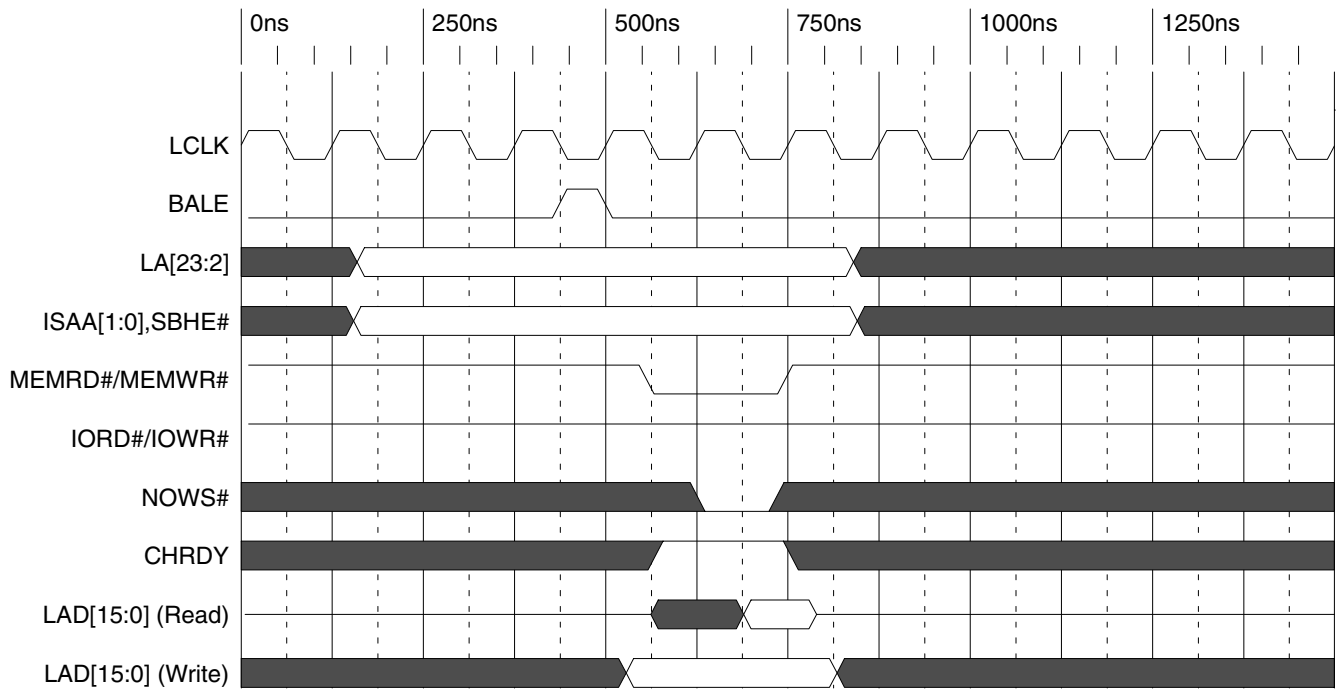 0ns 250ns 500ns 750ns 1000ns 1250ns
LCLK
BALE
LA[23:2]
ISAA[1:0],SBHE#
MEMRD#/MEMWR#
IORD#/IOWR#
NOWS#
CHRDY
LAD[15:0] (Read)
LAD[15:0] (Write)